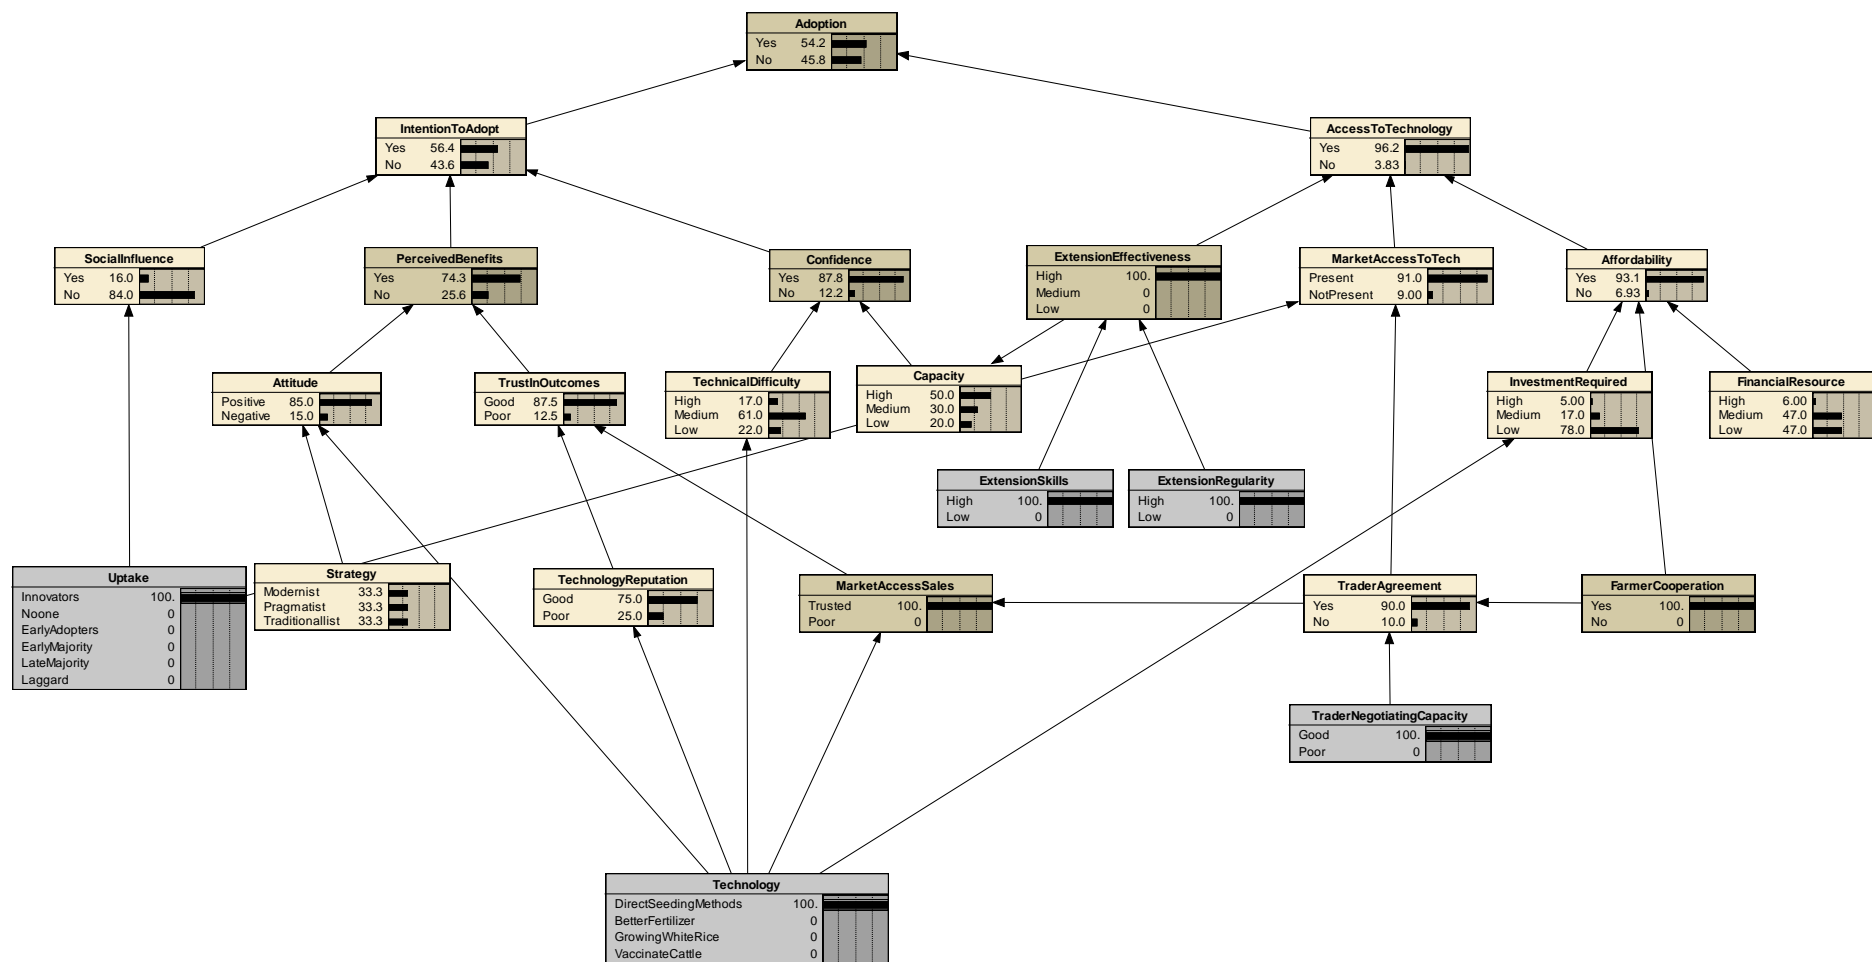 Adoption
Yes 54.2
No 45.8
IntentionToAdopt
Yes 56.4
No 43.6
AccessToTechnology
Yes 96.2
No 3.83
SocialInfluence
Yes 16.0
No 84.0
PerceivedBenefits
Yes 74.3
No 25.6
Confidence
Yes 87.8
No 12.2
ExtensionEffectiveness
High 100.
Medium 0
Low 0
MarketAccessToTech
Present 91.0
NotPresent 9.00
Affordability
Yes 93.1
No 6.93
Attitude
Positive 85.0
Negative 15.0
TrustInOutcomes
Good 87.5
Poor 12.5
TechnicalDifficulty
High 17.0
Medium 61.0
Low 22.0
Capacity
High 50.0
Medium 30.0
Low 20.0
InvestmentRequired
High 5.00
Medium 17.0
Low 78.0
FinancialResource
High 6.00
Medium 47.0
Low 47.0
ExtensionSkills
High 100.
Low 0
ExtensionRegularity
High 100.
Low 0
Uptake
Innovators 100.
Noone 0
EarlyAdopters 0
EarlyMajority 0
LateMajority 0
Laggard 0
Strategy
Modernist 33.3
Pragmatist 33.3
Traditionallist 33.3
TechnologyReputation
Good 75.0
Poor 25.0
MarketAccessSales
Trusted 100.
Poor 0
TraderAgreement
Yes 90.0
No 10.0
FarmerCooperation
Yes 100.
No 0
TraderNegotiatingCapacity
Good 100.
Poor 0
Technology
DirectSeedingMethods 100.
BetterFertilizer 0
GrowingWhiteRice 0
VaccinateCattle 0